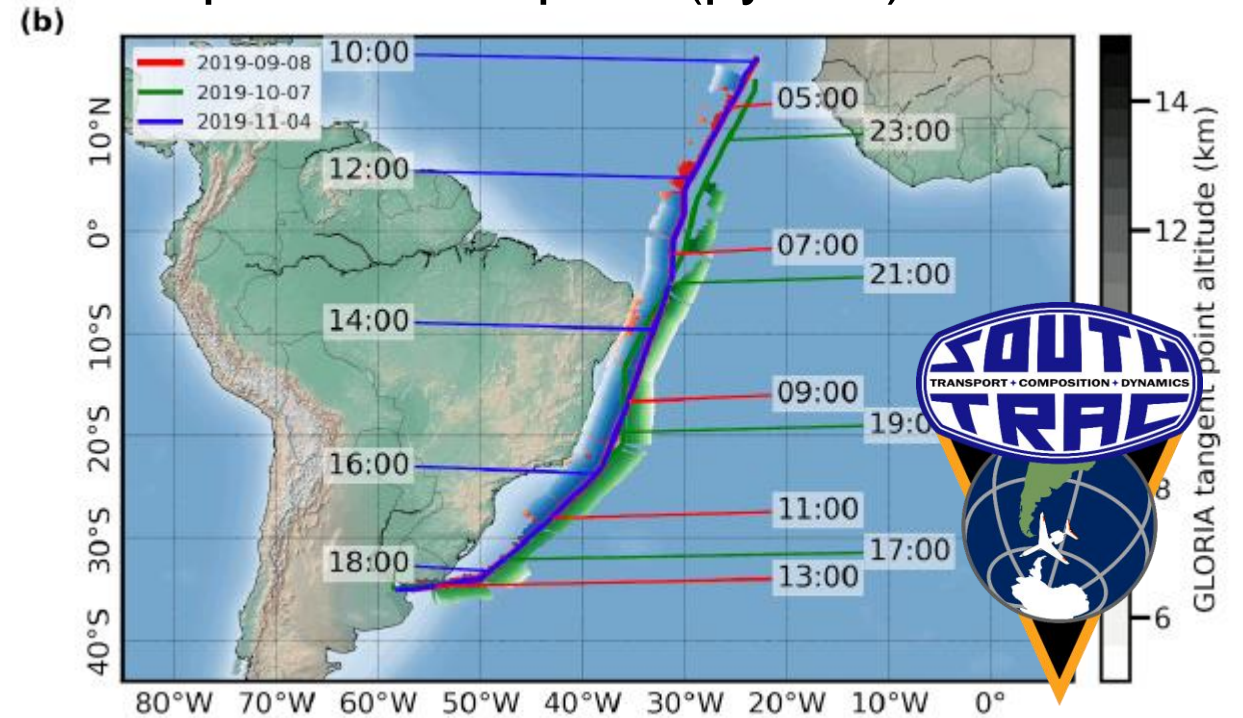 (b)
2019-09-08
2019-10-07
2019-11-04
10:00
05:00
23:00
12:00
07:00
21:00
14:00
09:00
16:00
11:00
17:00
18:00
13:00
10°N
0°
10°S
20°S
30°S
40°S
80°W 70°W 60°W 50°W 40°W 30°W 20°W 10°W 0°
14
12
8
6
GLORIA tangent point altitude (km)
SOUTH
TRANSPORT✦COMPOSITION✦DYNAMICS
TRAC